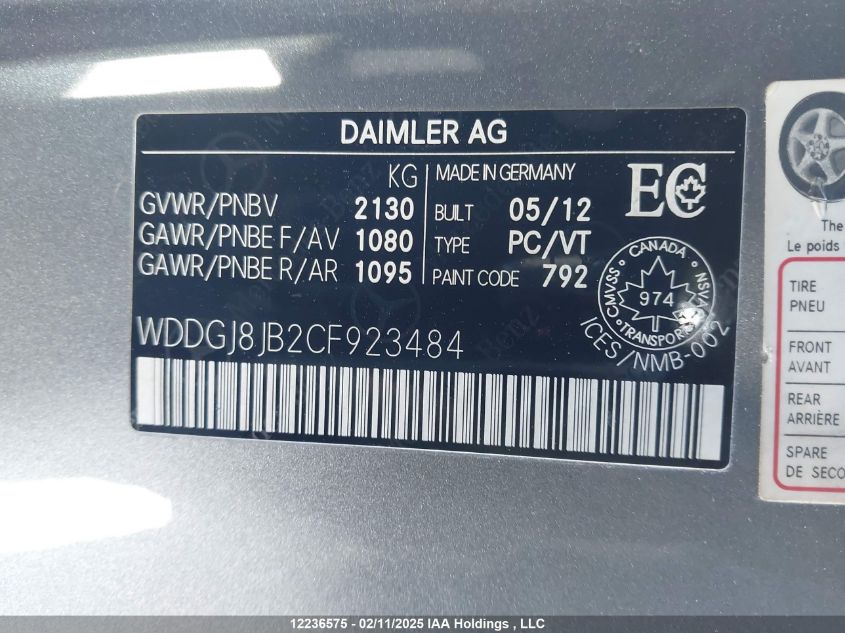 DAIMLER AG
KG
GVWR/PNBV 2130
GAWR/PNBE F/AV 1080
GAWR/PNBE R/AR 1095
MADE IN GERMANY
BUILT 05/12
TYPE PC/VT
PAINT CODE 792
EC
CANADA
CMVSS
NSVAC
974
TRANSPORT
ICES/NMB-002
WDDGJ8JB2CF923484
The
Le poids
TIRE
PNEU
FRONT
AVANT
REAR
ARRIÈRE
SPARE
DE SECO
12236575 - 02/11/2025 IAA Holdings , LLC